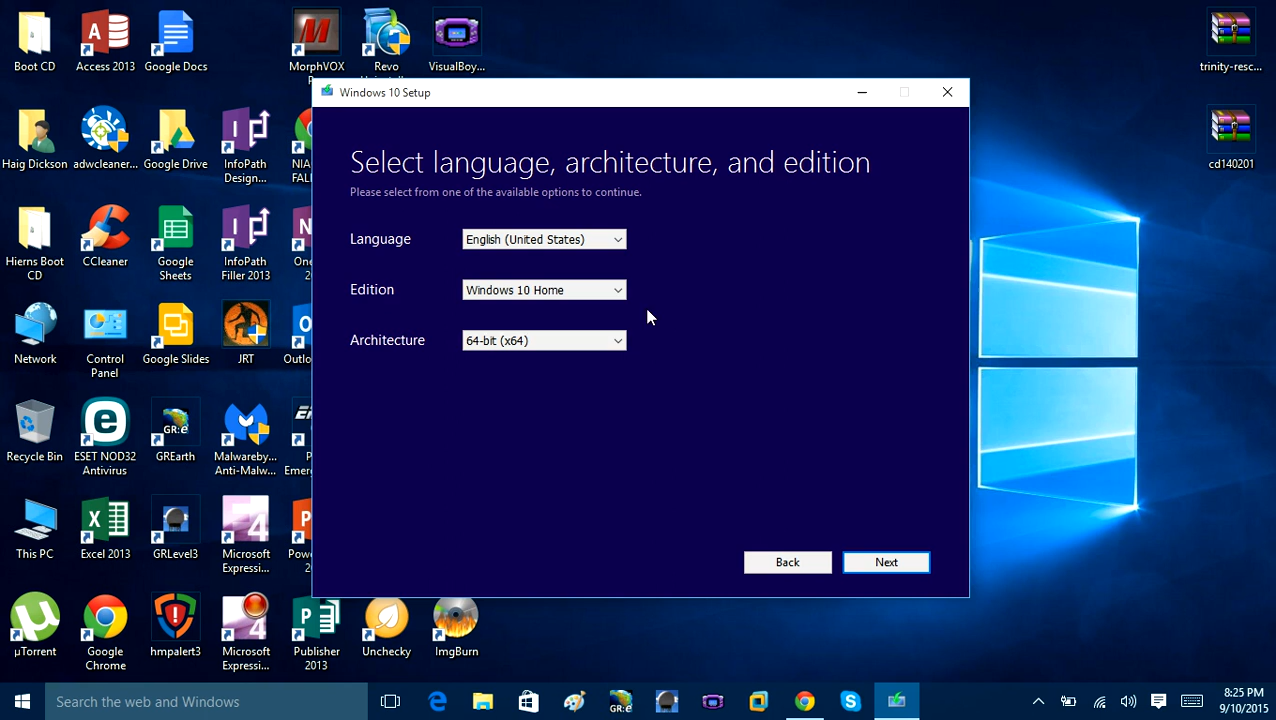 Boot CD
Access 2013
Google Docs
MorphVOX
Revo
VisualBoy...
trinity-resc...
Windows 10 Setup
Haig Dickson
adwcleaner...
Google Drive
InfoPath
Design...
cd140201
Select language, architecture, and edition
Please select from one of the available options to continue.
Language
English (United States)
Edition
Windows 10 Home
Architecture
64-bit (x64)
Back
Next
Hierns Boot
CD
CCleaner
Google
Sheets
InfoPath
Filler 2013
Network
Control
Panel
Google Slides
JRT
Recycle Bin
ESET NOD32
Antivirus
GR:e
GREarth
Malwareby...
Anti-Malw...
This PC
Excel 2013
GRLevel3
Microsoft
Expressi...
µTorrent
Google
Chrome
hmpalert3
Microsoft
Expressi...
Publisher
2013
Unchecky
ImgBurn
Search the web and Windows
GR:e
8:25 PM
9/10/2015